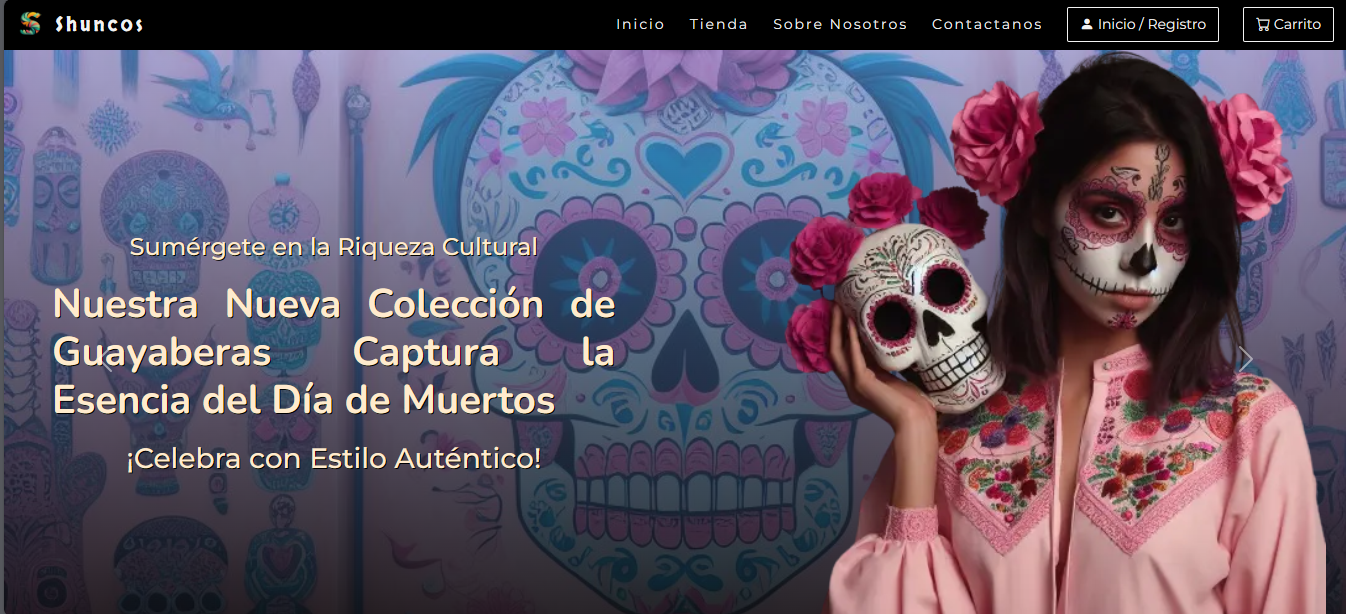 Shuncos
Inicio
Tienda
Sobre Nosotros
Contactanos
Inicio / Registro
Carrito
Sumérgete en la Riqueza Cultural
Nuestra Nueva Colección de
Guayaberas Captura la
Esencia del Día de Muertos
¡Celebra con Estilo Auténtico!